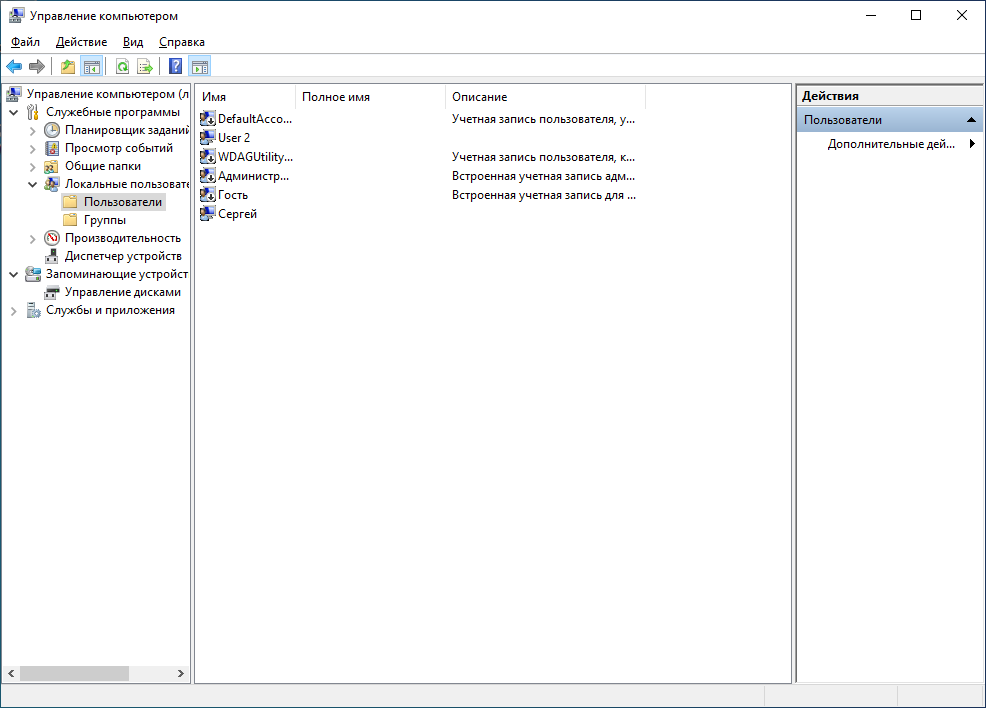 Управление компьютером
Файл Действие Вид Справка
Управление компьютером (л
Служебные программы
Планировщик заданий
Просмотр событий
Общие папки
Локальные пользовате
Пользователи
Группы
Производительность
Диспетчер устройств
Запоминающие устройст
Управление дисками
Службы и приложения
Имя Полное имя Описание
DefaultAcco... Учетная запись пользователя, у...
User 2
WDAGUtility... Учетная запись пользователя, к...
Администр... Встроенная учетная запись адм...
Гость Встроенная учетная запись для ...
Сергей
Действия
Пользователи
Дополнительные дей...